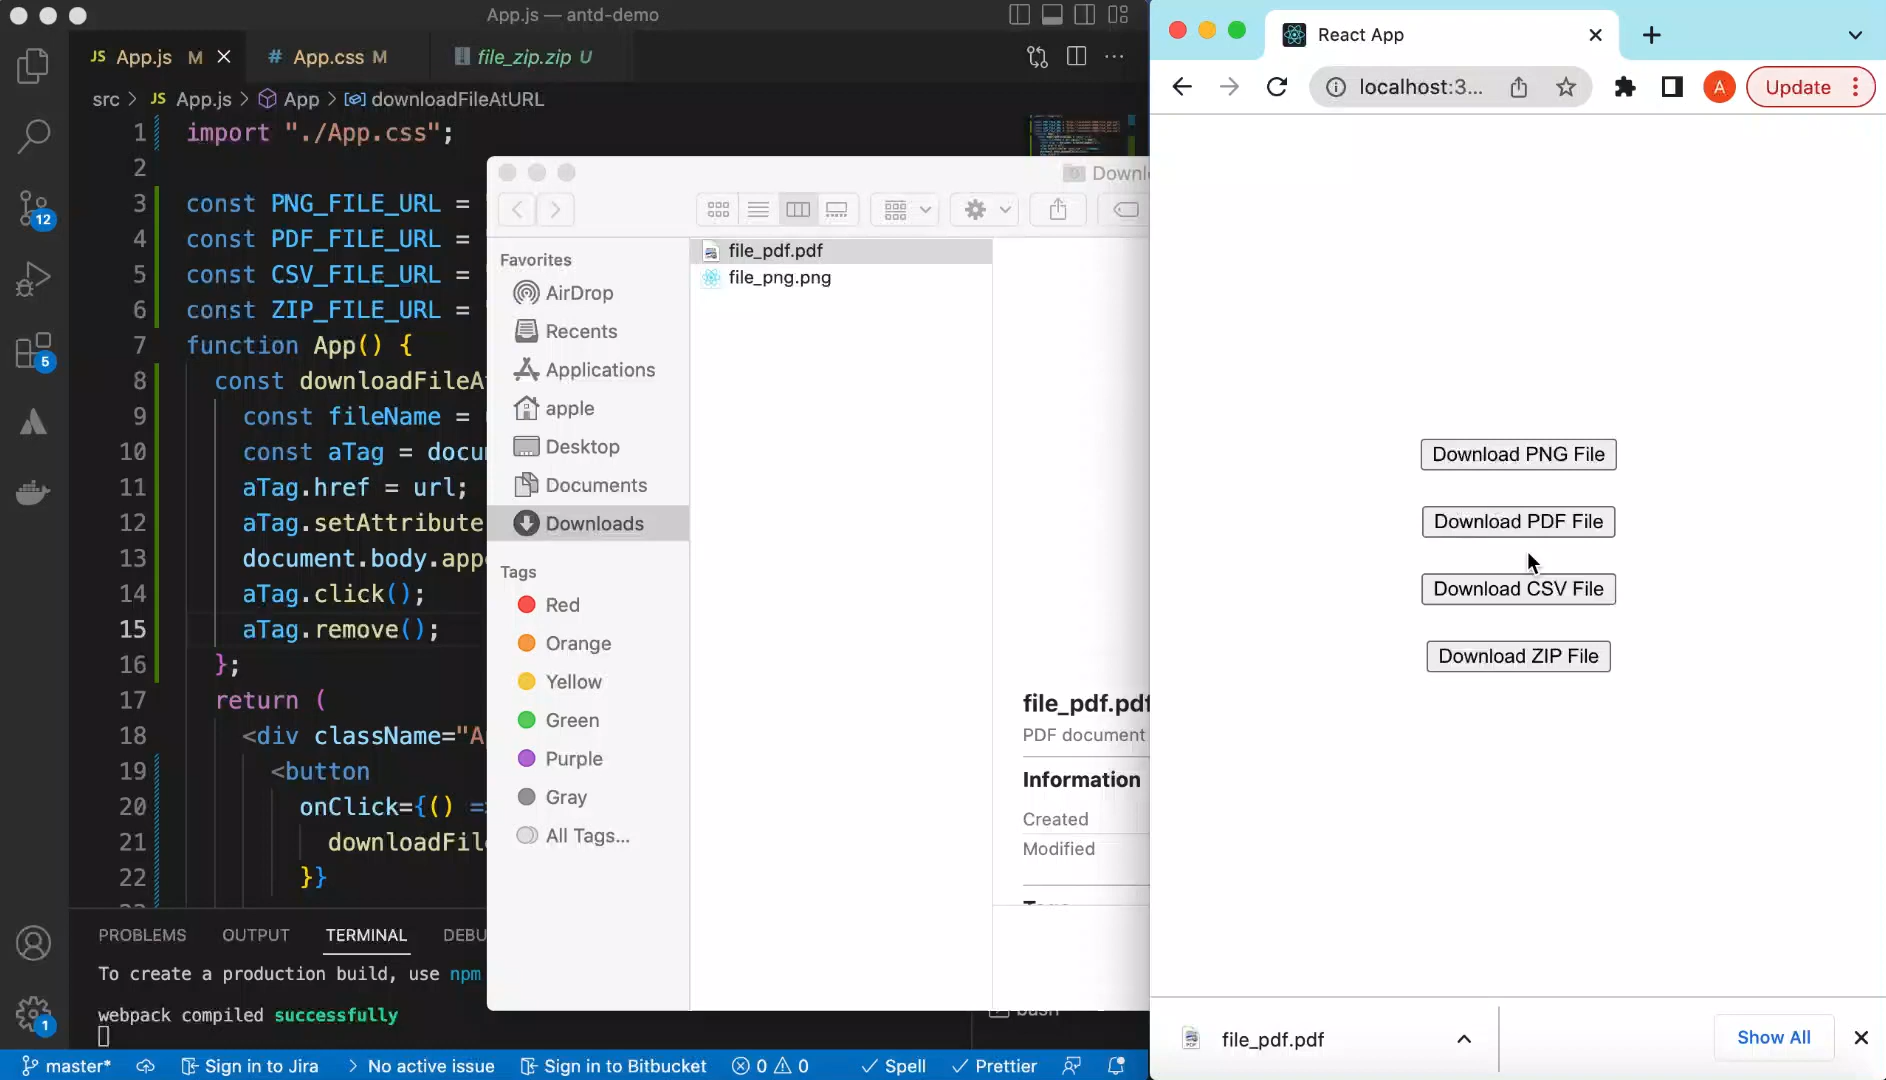 App.js — antd-demo
JS App.js M
# App.css M
file_zip.zip U
src > JS App.js > App > downloadFileAtURL
1 import "./App.css";
2
3 const PNG_FILE_URL =
4 const PDF_FILE_URL =
5 const CSV_FILE_URL =
6 const ZIP_FILE_URL =
7 function App() {
8 const downloadFileA
9 const fileName =
10 const aTag = docu
11 aTag.href = url;
12 aTag.setAttribute
13 document.body.app
14 aTag.click();
15 aTag.remove();
16 };
17 return (
18 <div className="A
19 <button
20 onClick={() =
21 downloadFil
22 }}
12
5
1
PROBLEMS OUTPUT TERMINAL DEBU
To create a production build, use npm
webpack compiled successfully
bash
master* Sign in to Jira > No active issue Sign in to Bitbucket 0 0 Spell Prettier
Downl
Favorites
AirDrop
Recents
Applications
apple
Desktop
Documents
Downloads
Tags
Red
Orange
Yellow
Green
Purple
Gray
All Tags...
file_pdf.pdf
file_png.png
file_pdf.pdf
PDF document
Information
Created
Modified
React App
localhost:3...
A
Update
Download PNG File
Download PDF File
Download CSV File
Download ZIP File
file_pdf.pdf
Show All